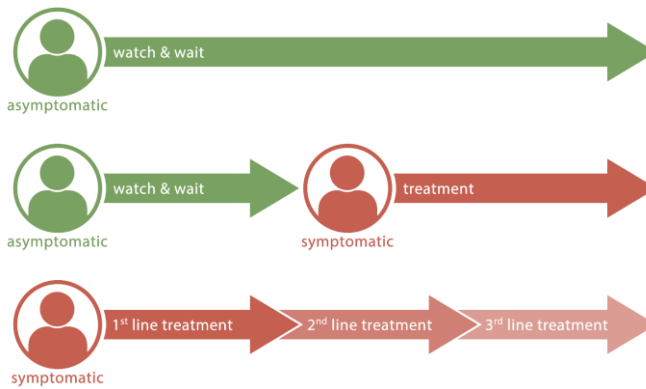 watch & wait
asymptomatic
watch & wait
treatment
asymptomatic
symptomatic
1st line treatment
2nd line treatment
3rd line treatment
symptomatic